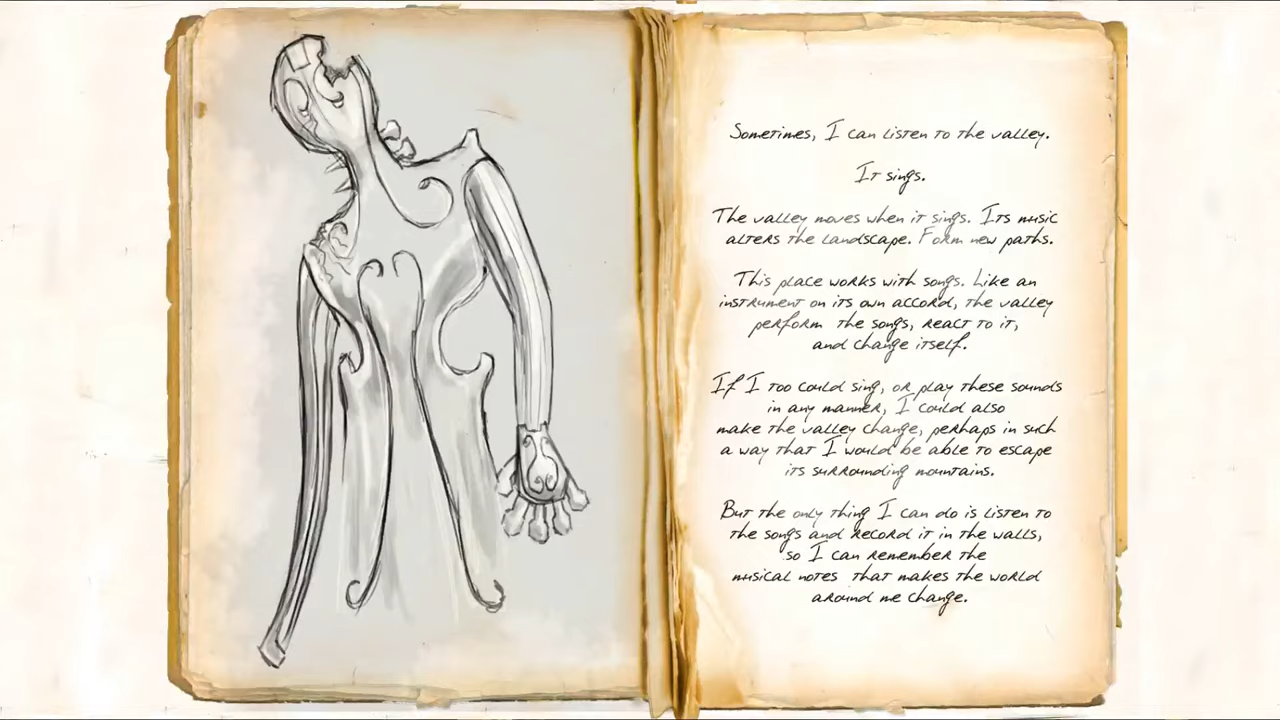 Sometimes, I can listen to the valley.
It sings.
The valley moves when it sings. Its music
alters the landscape. Form new paths.
This place works with songs. Like an
instrument on its own accord, the valley
perform the songs, react to it,
and change itself.
If I too could sing, or play these sounds
in any manner, I could also
make the valley change, perhaps in such
a way that I would be able to escape
its surrounding mountains.
But the only thing I can do is listen to
the songs and record it in the walls,
so I can remember the
musical notes that makes the world
around me change.